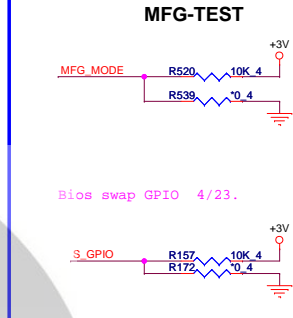 MFG-TEST
+3V
MFG_MODE R520 10K_4
R539 *0_4
Bios swap GPIO 4/23.
+3V
S_GPIO R157 10K_4
R172 *0_4